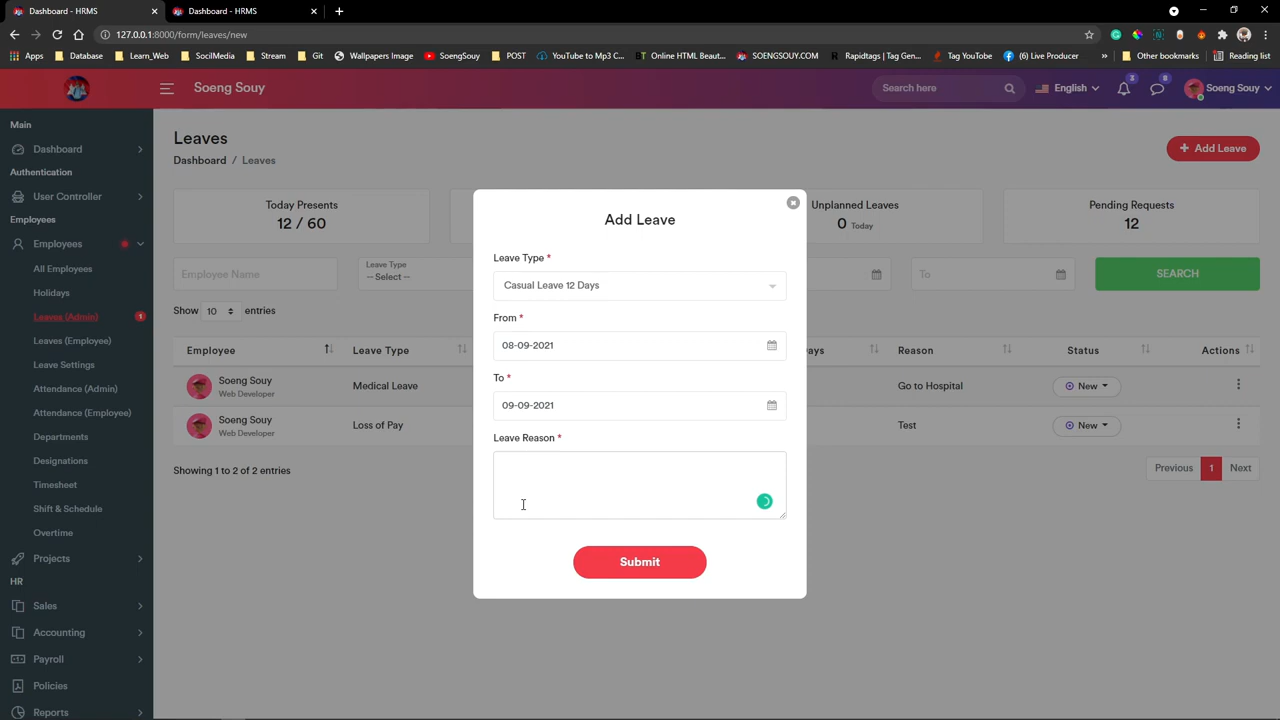 Dashboard - HRMS
Dashboard - HRMS
127.0.0.1:8000/form/leaves/new
Apps Database Learn_Web SocilMedia Stream Git Wallpapers Image SoengSouy POST YouTube to Mp3 C... Online HTML Beaut... SOENGSOUY.COM Rapidtags | Tag Gen... Tag YouTube (6) Live Producer » Other bookmarks Reading list
Soeng Souy
Search here
English
3
8
Soeng Souy
Main
Dashboard
Authentication
User Controller
Employees
Employees
All Employees
Holidays
Leaves (Admin) 1
Leaves (Employee)
Leave Settings
Attendance (Admin)
Attendance (Employee)
Departments
Designations
Timesheet
Shift & Schedule
Overtime
Projects
HR
Sales
Accounting
Payroll
Policies
Reports
Leaves
Dashboard / Leaves
+ Add Leave
Today Presents
12 / 60
Unplanned Leaves
0 Today
Pending Requests
12
Employee Name
Leave Type
-- Select --
To
SEARCH
Show 10 entries
Employee Leave Type ays Reason Status Actions
Soeng Souy
Web Developer
Medical Leave
Go to Hospital
New
Soeng Souy
Web Developer
Loss of Pay
Test
New
Showing 1 to 2 of 2 entries
Previous 1 Next
Add Leave
Leave Type *
Casual Leave 12 Days
From *
08-09-2021
To *
09-09-2021
Leave Reason *
Submit